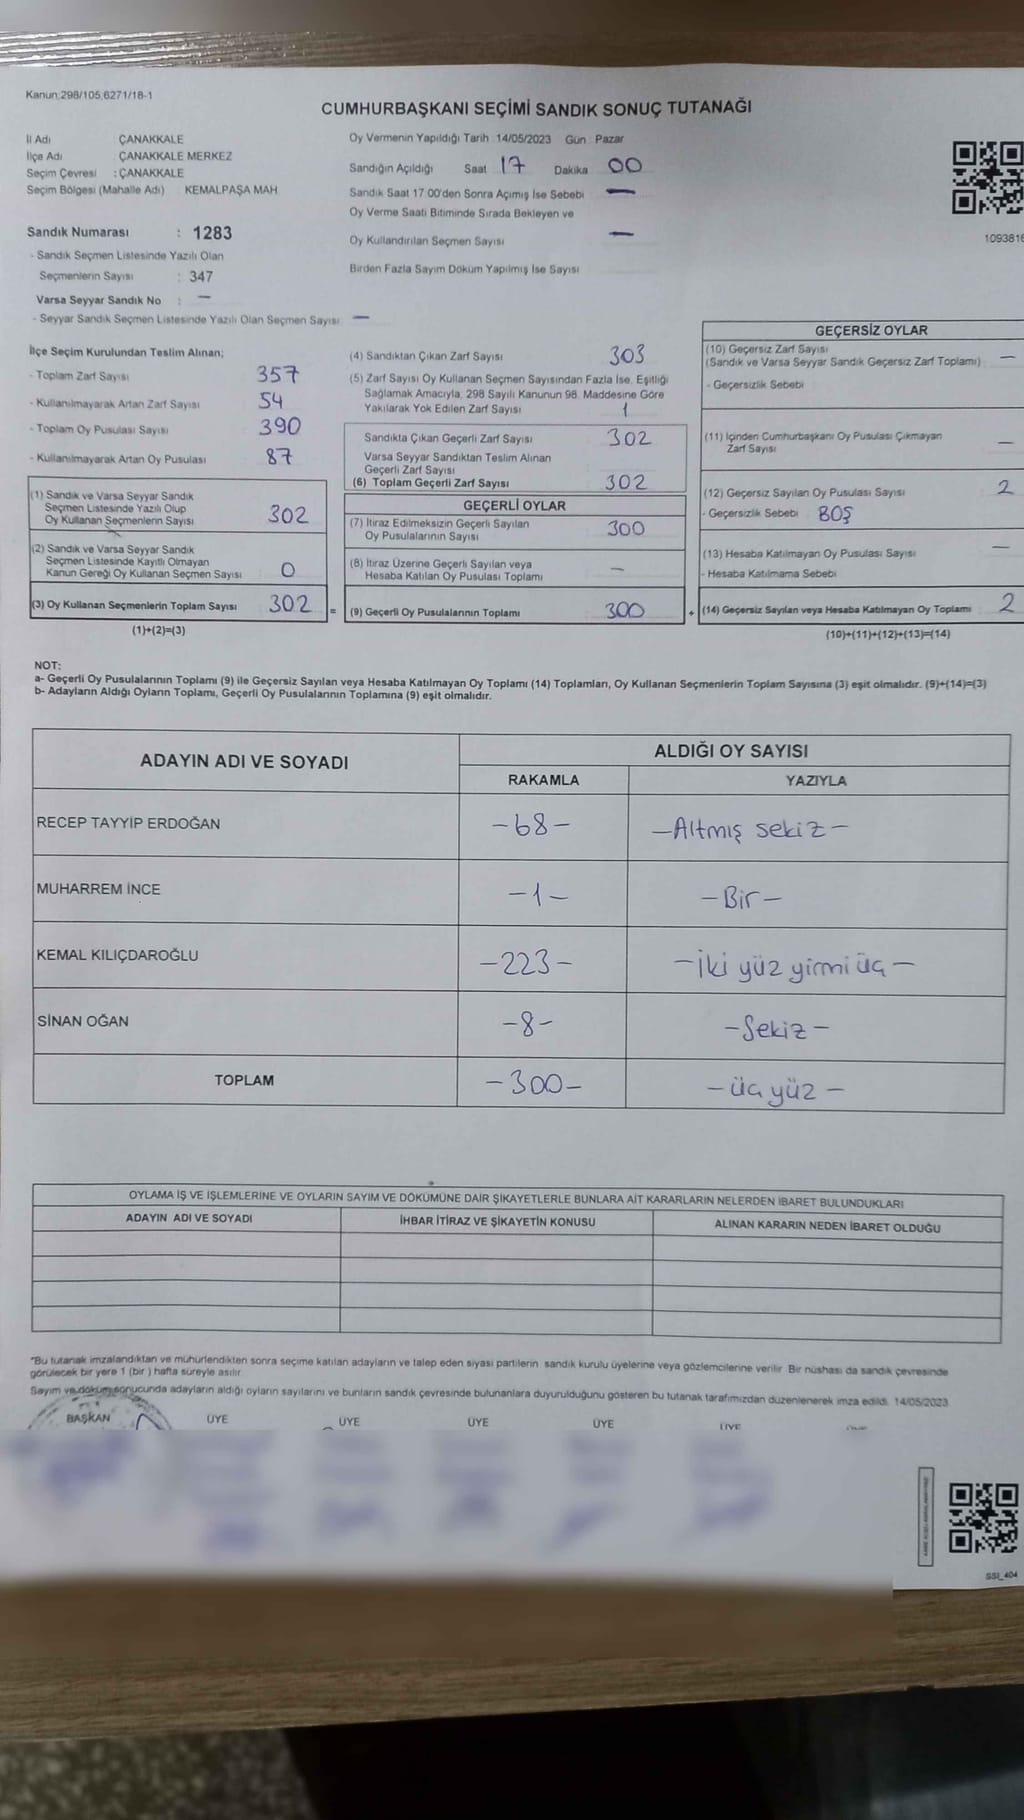 Kanun:298/105,6271/18-1
CUMHURBAŞKANI SEÇİMİ SANDIK SONUÇ TUTANAĞI
İl Adı ÇANAKKALE
İlçe Adı : ÇANAKKALE MERKEZ
Seçim Çevresi : ÇANAKKALE
Seçim Bölgesi (Mahalle Adı) : KEMALPAŞA MAH
Sandık Numarası : 1283
- Sandık Seçmen Listesinde Yazılı Olan
Seçmenlerin Sayısı : 347
Varsa Seyyar Sandık No : —
- Seyyar Sandık Seçmen Listesinde Yazılı Olan Seçmen Sayısı: —
Oy Vermenin Yapıldığı Tarih : 14/05/2023 Gün : Pazar
Sandığın Açıldığı Saat 17 Dakika 00
Sandık Saat 17:00'den Sonra Açımış İse Sebebi —
Oy Verme Saati Bitiminde Sırada Bekleyen ve
Oy Kullandırılan Seçmen Sayısı —
Birden Fazla Sayım Döküm Yapılmış İse Sayısı
1093816
İlçe Seçim Kurulundan Teslim Alınan;
- Toplam Zarf Sayısı 357
- Kullanılmayarak Artan Zarf Sayısı 54
- Toplam Oy Pusulası Sayısı 390
- Kullanılmayarak Artan Oy Pusulası 87
(1) Sandık ve Varsa Seyyar Sandık
Seçmen Listesinde Yazılı Olup
Oy Kullanan Seçmenlerin Sayısı 302
(2) Sandık ve Varsa Seyyar Sandık
Seçmen Listesinde Kayıtlı Olmayan
Kanun Gereği Oy Kullanan Seçmen Sayısı 0
(3) Oy Kullanan Seçmenlerin Toplam Sayısı 302 =
(1)+(2)=(3)
(4) Sandıktan Çıkan Zarf Sayısı 303
(5) Zarf Sayısı Oy Kullanan Seçmen Sayısından Fazla İse, Eşitliği
Sağlamak Amacıyla, 298 Sayılı Kanunun 98. Maddesine Göre
Yakılarak Yok Edilen Zarf Sayısı 1
Sandıkta Çıkan Geçerli Zarf Sayısı 302
Varsa Seyyar Sandıktan Teslim Alınan
Geçerli Zarf Sayısı
(6) Toplam Geçerli Zarf Sayısı 302
GEÇERLİ OYLAR
(7) İtiraz Edilmeksizin Geçerli Sayılan
Oy Pusulalarının Sayısı 300
(8) İtiraz Üzerine Geçerli Sayılan veya
Hesaba Katılan Oy Pusulası Toplamı —
(9) Geçerli Oy Pusulalarının Toplamı 300 +
GEÇERSİZ OYLAR
(10) Geçersiz Zarf Sayısı
(Sandık ve Varsa Seyyar Sandık Geçersiz Zarf Toplamı) —
- Geçersizlik Sebebi
(11) İçinden Cumhurbaşkanı Oy Pusulası Çıkmayan
Zarf Sayısı —
(12) Geçersiz Sayılan Oy Pusulası Sayısı 2
- Geçersizlik Sebebi BOŞ
(13) Hesaba Katılmayan Oy Pusulası Sayısı —
- Hesaba Katılmama Sebebi
(14) Geçersiz Sayılan veya Hesaba Katılmayan Oy Toplamı 2
(10)+(11)+(12)+(13)=(14)
NOT:
a- Geçerli Oy Pusulalarının Toplamı (9) ile Geçersiz Sayılan veya Hesaba Katılmayan Oy Toplamı (14) Toplamları, Oy Kullanan Seçmenlerin Toplam Sayısına (3) eşit olmalıdır. (9)+(14)=(3)
b- Adayların Aldığı Oyların Toplamı, Geçerli Oy Pusulalarının Toplamına (9) eşit olmalıdır.
ADAYIN ADI VE SOYADI ALDIĞI OY SAYISI
RAKAMLA YAZIYLA
RECEP TAYYİP ERDOĞAN -68- -Altmış sekiz-
MUHARREM İNCE -1- -Bir-
KEMAL KILIÇDAROĞLU -223- -İki yüz yirmi üç-
SİNAN OĞAN -8- -Sekiz-
TOPLAM -300- -üç yüz-
OYLAMA İŞ VE İŞLEMLERİNE VE OYLARIN SAYIM VE DÖKÜMÜNE DAİR ŞİKAYETLERLE BUNLARA AİT KARARLARIN NELERDEN İBARET BULUNDUKLARI
ADAYIN ADI VE SOYADI İHBAR İTİRAZ VE ŞİKAYETİN KONUSU ALINAN KARARIN NEDEN İBARET OLDUĞU
*Bu tutanak imzalandıktan ve mühürlendikten sonra seçime katılan adayların ve talep eden siyasi partilerin sandık kurulu üyelerine veya gözlemcilerine verilir. Bir nüshası da sandık çevresinde
görülecek bir yere 1 (bir) hafta süreyle asılır.
Sayım ve döküm sonucunda adayların aldığı oyların sayılarını ve bunların sandık çevresinde bulunanlara duyurulduğunu gösteren bu tutanak tarafımızdan düzenlenerek imza edildi. 14/05/2023
BAŞKAN ÜYE ÜYE ÜYE ÜYE ÜYE
SSI_404